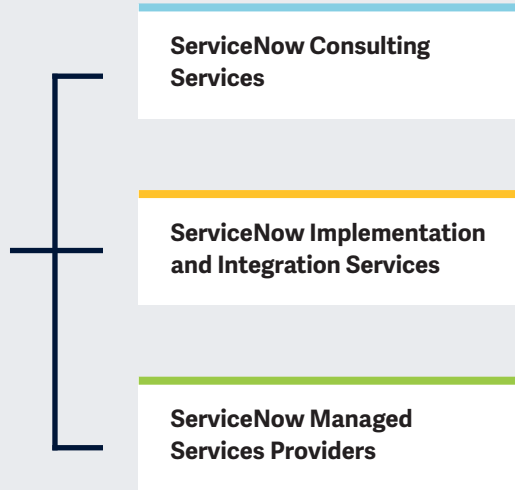 ServiceNow Consulting
Services
ServiceNow Implementation
and Integration Services
ServiceNow Managed
Services Providers